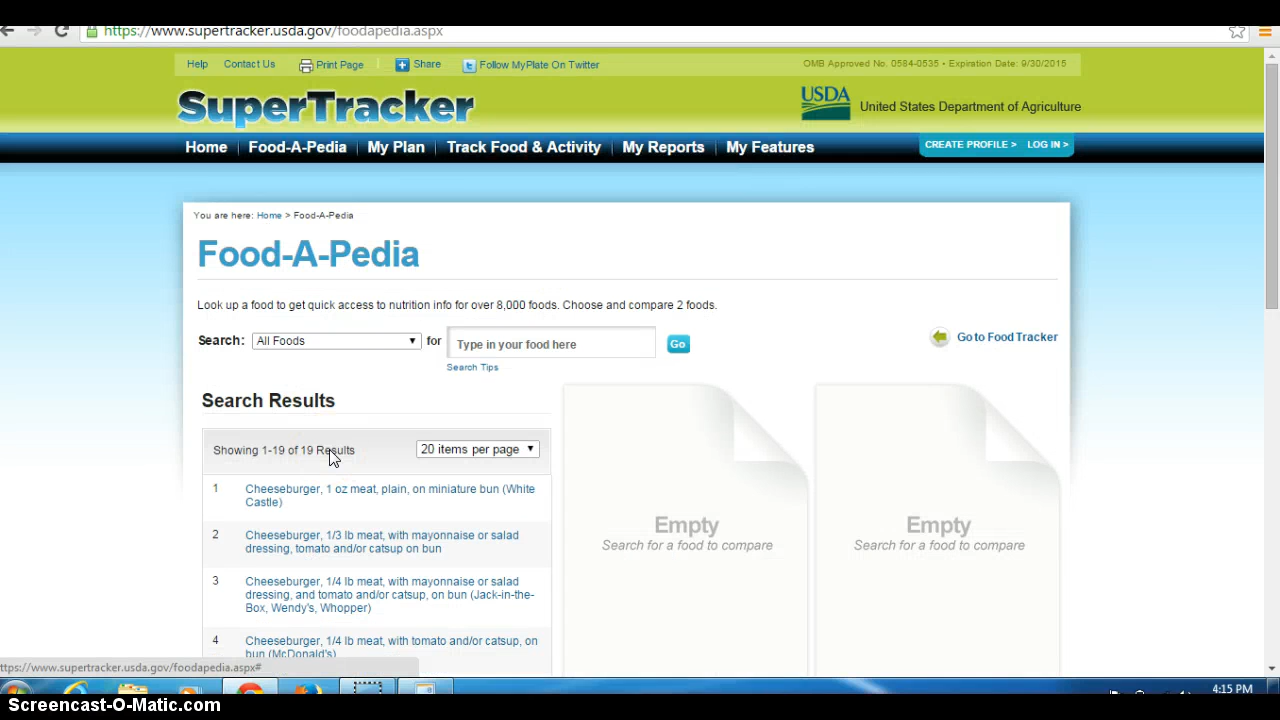 https://www.supertracker.usda.gov/foodapedia.aspx
Help Contact Us Print Page Share Follow MyPlate On Twitter
OMB Approved No. 0584-0535 • Expiration Date: 9/30/2015
SuperTracker
USDA United States Department of Agriculture
Home Food-A-Pedia My Plan Track Food & Activity My Reports My Features
CREATE PROFILE > LOG IN >
You are here: Home > Food-A-Pedia
Food-A-Pedia
Look up a food to get quick access to nutrition info for over 8,000 foods. Choose and compare 2 foods.
Search: All Foods for Type in your food here Go
Go to Food Tracker
Search Tips
Search Results
Showing 1-19 of 19 Results 20 items per page
1 Cheeseburger, 1 oz meat, plain, on miniature bun (White
Castle)
2 Cheeseburger, 1/3 lb meat, with mayonnaise or salad
dressing, tomato and/or catsup on bun
3 Cheeseburger, 1/4 lb meat, with mayonnaise or salad
dressing, and tomato and/or catsup, on bun (Jack-in-the-
Box, Wendy's, Whopper)
4 Cheeseburger, 1/4 lb meat, with tomato and/or catsup, on
bun (McDonald's)
Empty
Search for a food to compare
Empty
Search for a food to compare
ttps://www.supertracker.usda.gov/foodapedia.aspx#
4:15 PM
Screencast-O-Matic.com